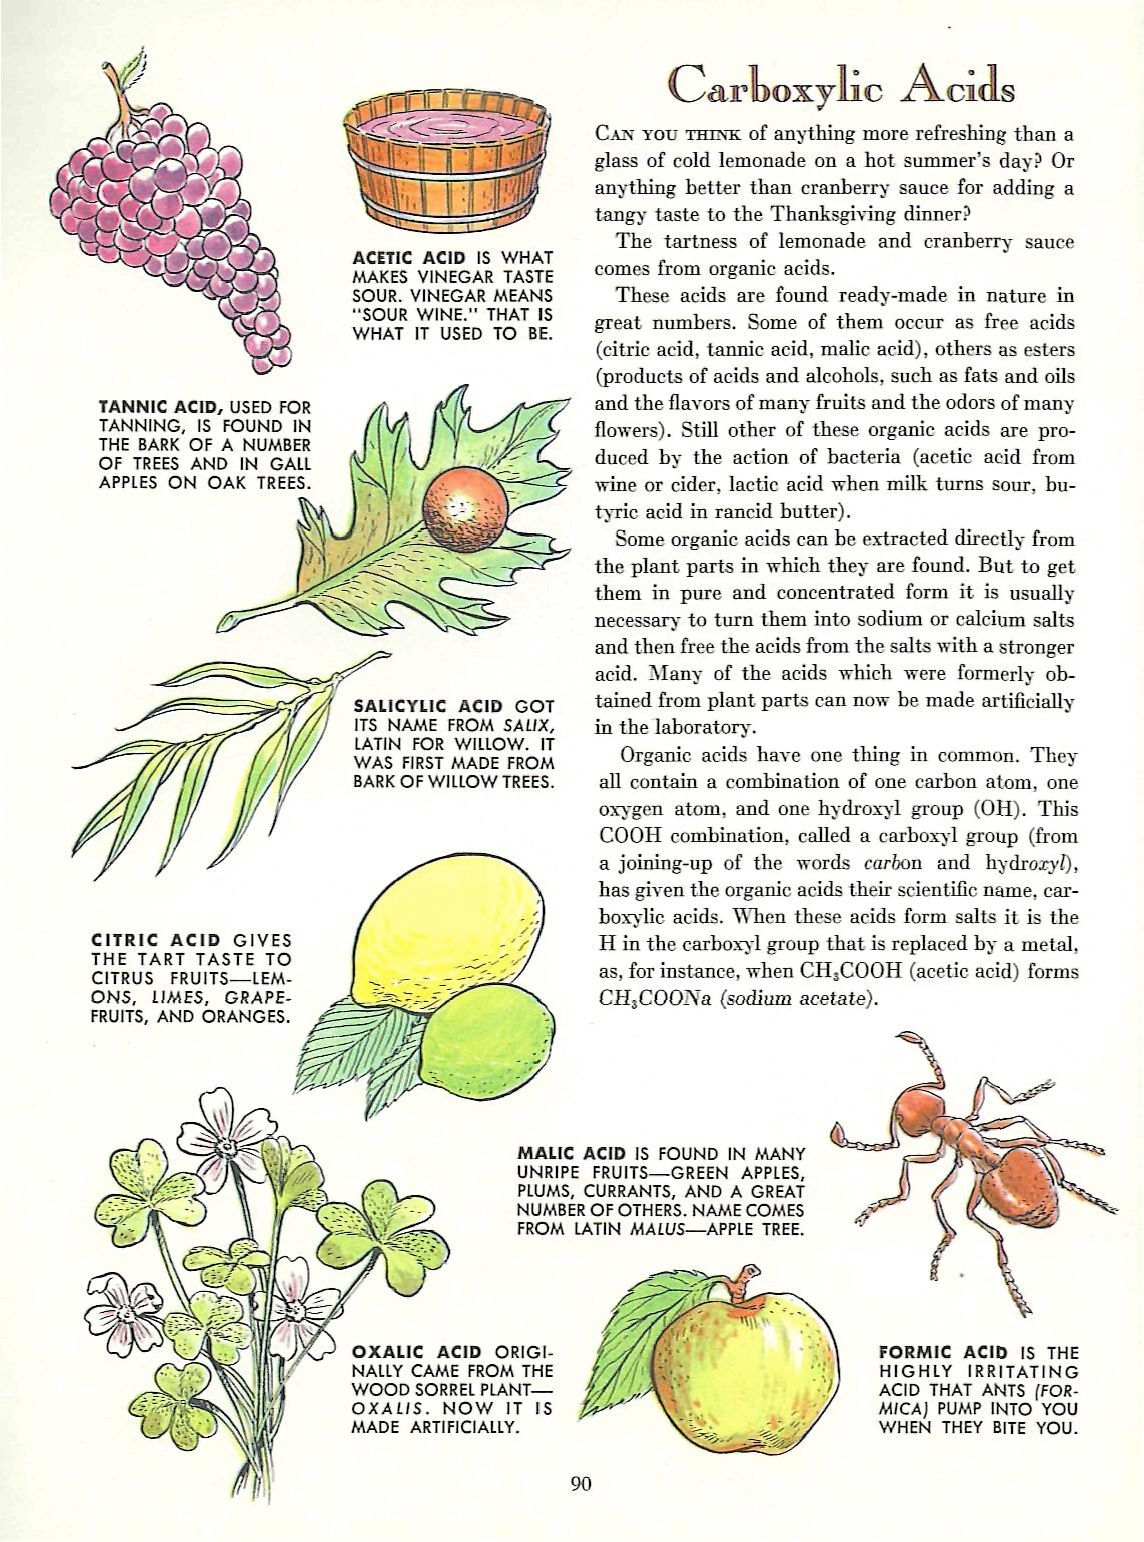 Carboxylic Acids
CAN YOU THINK of anything more refreshing than a
glass of cold lemonade on a hot summer's day? Or
anything better than cranberry sauce for adding a
tangy taste to the Thanksgiving dinner?
The tartness of lemonade and cranberry sauce
comes from organic acids.
These acids are found ready-made in nature in
great numbers. Some of them occur as free acids
(citric acid, tannic acid, malic acid), others as esters
(products of acids and alcohols, such as fats and oils
and the flavors of many fruits and the odors of many
flowers). Still other of these organic acids are pro-
duced by the action of bacteria (acetic acid from
wine or cider, lactic acid when milk turns sour, bu-
tyric acid in rancid butter).
Some organic acids can be extracted directly from
the plant parts in which they are found. But to get
them in pure and concentrated form it is usually
necessary to turn them into sodium or calcium salts
and then free the acids from the salts with a stronger
acid. Many of the acids which were formerly ob-
tained from plant parts can now be made artificially
in the laboratory.
Organic acids have one thing in common. They
all contain a combination of one carbon atom, one
oxygen atom, and one hydroxyl group (OH). This
COOH combination, called a carboxyl group (from
a joining-up of the words carbon and hydroxyl),
has given the organic acids their scientific name, car-
boxylic acids. When these acids form salts it is the
H in the carboxyl group that is replaced by a metal,
as, for instance, when CH₃COOH (acetic acid) forms
CH₃COONa (sodium acetate).
ACETIC ACID IS WHAT
MAKES VINEGAR TASTE
SOUR. VINEGAR MEANS
"SOUR WINE." THAT IS
WHAT IT USED TO BE.
TANNIC ACID, USED FOR
TANNING, IS FOUND IN
THE BARK OF A NUMBER
OF TREES AND IN GALL
APPLES ON OAK TREES.
SALICYLIC ACID GOT
ITS NAME FROM SALIX,
LATIN FOR WILLOW. IT
WAS FIRST MADE FROM
BARK OF WILLOW TREES.
CITRIC ACID GIVES
THE TART TASTE TO
CITRUS FRUITS—LEM-
ONS, LIMES, GRAPE-
FRUITS, AND ORANGES.
MALIC ACID IS FOUND IN MANY
UNRIPE FRUITS—GREEN APPLES,
PLUMS, CURRANTS, AND A GREAT
NUMBER OF OTHERS. NAME COMES
FROM LATIN MALUS—APPLE TREE.
OXALIC ACID ORIGI-
NALLY CAME FROM THE
WOOD SORREL PLANT—
OXALIS. NOW IT IS
MADE ARTIFICIALLY.
FORMIC ACID IS THE
HIGHLY IRRITATING
ACID THAT ANTS (FOR-
MICA) PUMP INTO YOU
WHEN THEY BITE YOU.
90